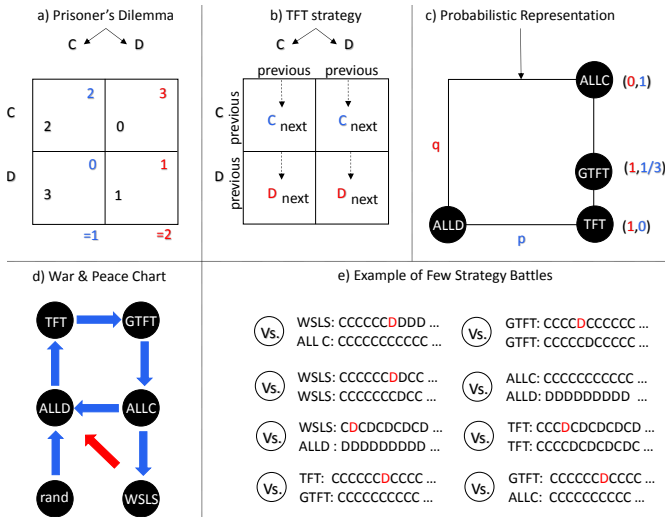 a) Prisoner's Dilemma
C D
C
2
2
3
0
D
0
3
1
1
=1 =2
b) TFT strategy
C D
previous previous
C
previous
C next
C next
D
previous
D next
D next
c) Probabilistic Representation
ALLC (0,1)
q
GTFT (1,1/3)
ALLD
p
TFT (1,0)
d) War & Peace Chart
TFT GTFT
ALLD ALLC
rand WSLS
e) Example of Few Strategy Battles
Vs.
WSLS: CCCCCCDDDD ...
ALL C: CCCCCCCCCCC ...
Vs.
GTFT: CCCCDCCCCCC ...
GTFT: CCCCCDCCCCC ...
Vs.
WSLS: CCCCCCDDCC ...
WSLS: CCCCCCCDCC ...
Vs.
ALLC: CCCCCCCCCCC ...
ALLD: DDDDDDDDDD ...
Vs.
WSLS: CDCDCDCDCD ...
ALLD : DDDDDDDDD ...
Vs.
TFT: CCCDCDCDCDCD ...
TFT: CCCCDCDCDCDC ...
Vs.
TFT: CCCCCCDCCCC ...
GTFT: CCCCCCCCCC ...
Vs.
GTFT: CCCCCCDCCCC ...
ALLC: CCCCCCCCCC ...